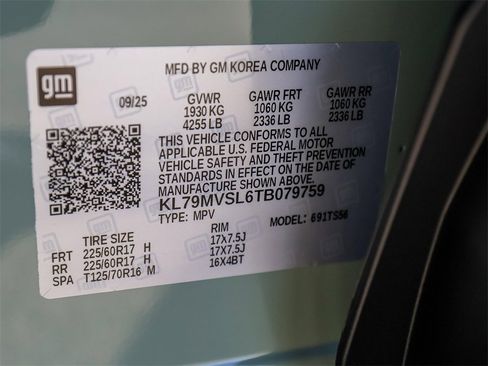 gm
MFD BY GM KOREA COMPANY
09/25 GVWR GAWR FRT GAWR RR
1930 KG 1060 KG 1060 KG
4255 LB 2336 LB 2336 LB
THIS VEHICLE CONFORMS TO ALL
APPLICABLE U.S. FEDERAL MOTOR
VEHICLE SAFETY AND THEFT PREVENTION
STANDARDS IN EFFECT ON THE DATE OF
MANUFACTURE SHOWN ABOVE.
KL79MVSL6TB079759
TYPE: MPV MODEL: 691TS56
TIRE SIZE RIM
FRT 225/60R17 H 17X7.5J
RR 225/60R17 H 17X7.5J
SPA T125/70R16 M 16X4BT